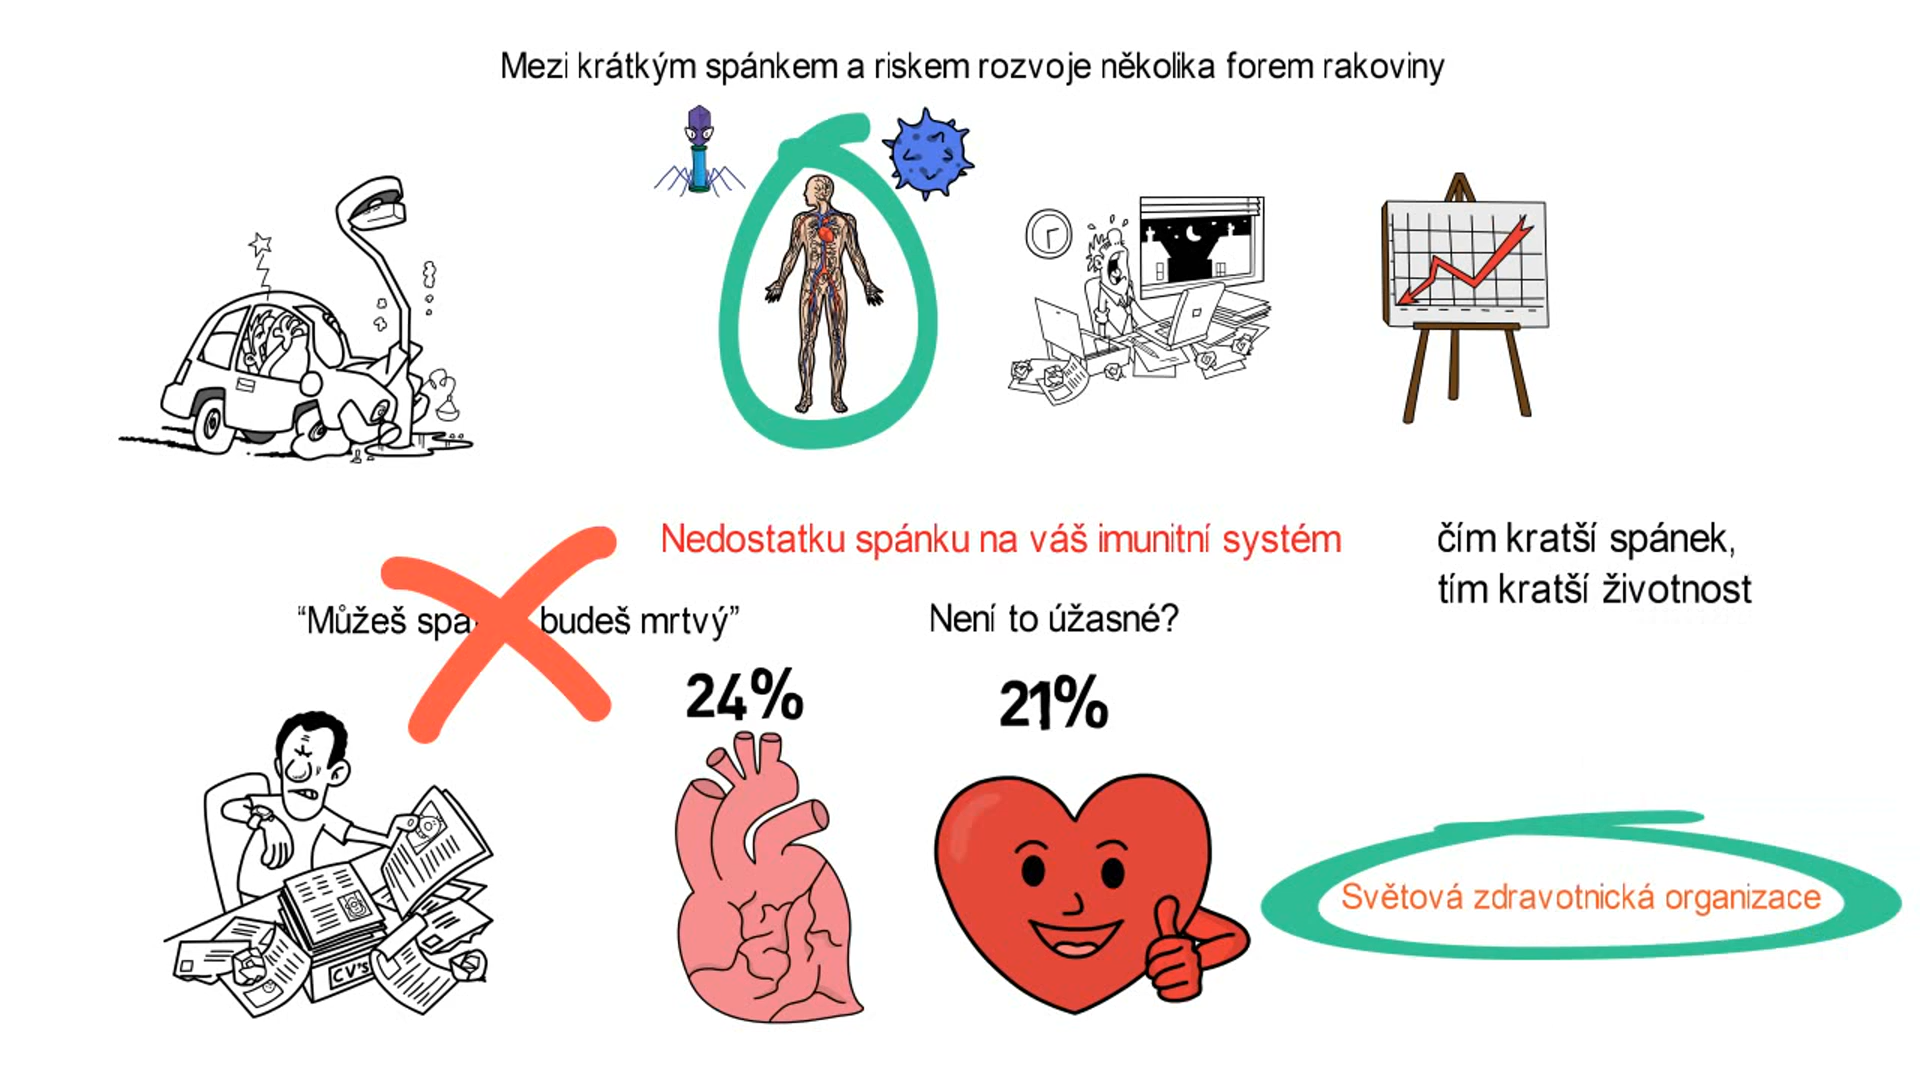 Mezi krátkým spánkem a riskem rozvoje několika forem rakoviny
Nedostatku spánku na váš imunitní systém
čím kratší spánek,
tím kratší životnost
“Můžeš budeš mrtvý”
Není to úžasné?
24%
21%
Světová zdravotnická organizace
CV's